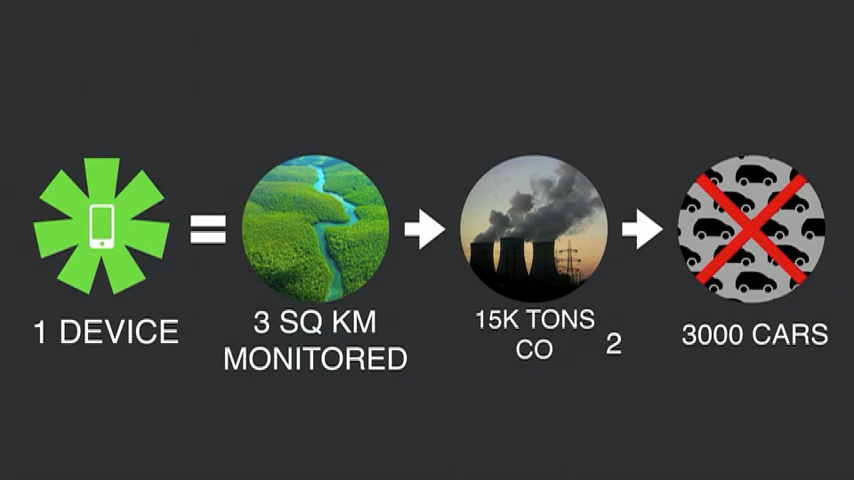 1 DEVICE
3 SQ KM
MONITORED
15K TONS
CO 2
3000 CARS